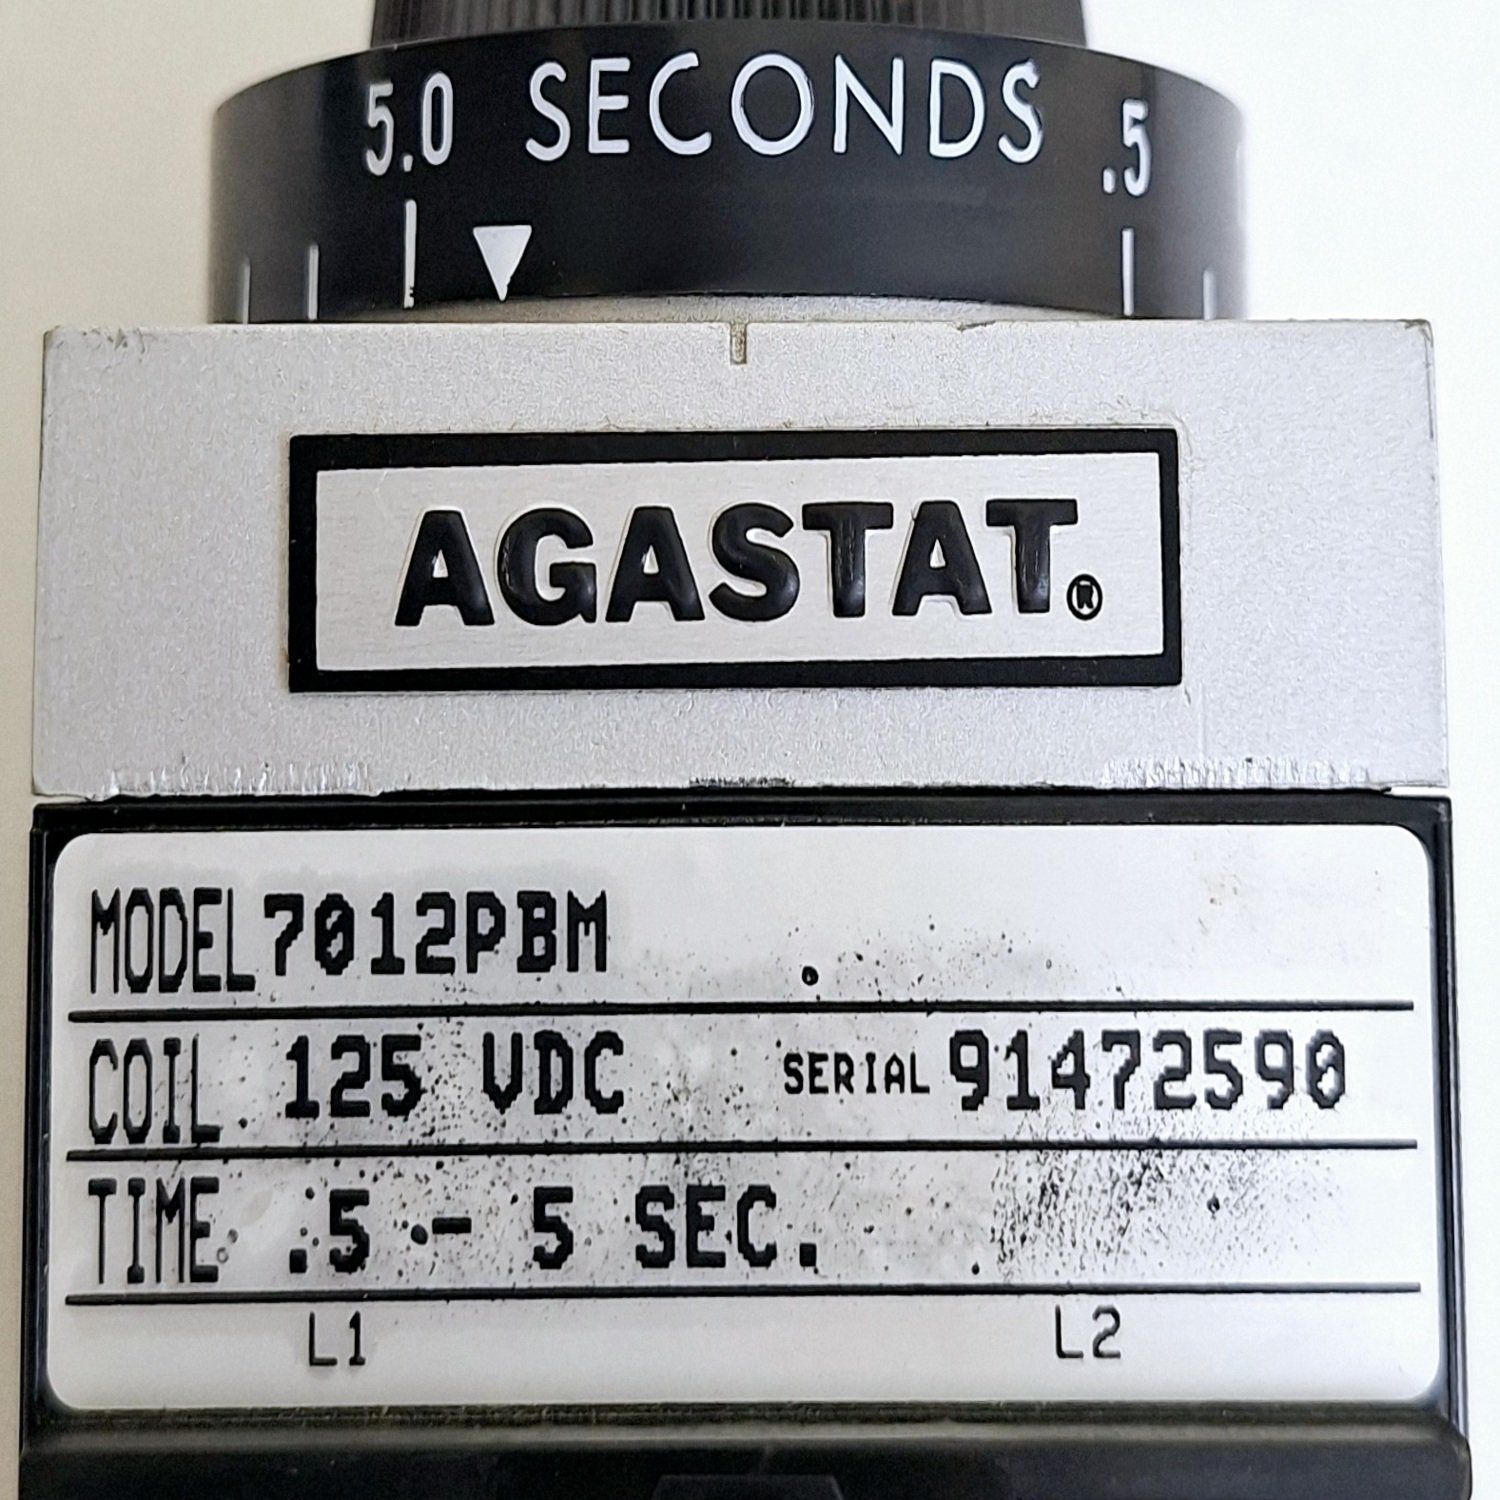 5.0 SECONDS .5
AGASTAT®
MODEL 7012PBM
COIL 125 VDC SERIAL 91472590
TIME .5 - 5 SEC.
L1 L2